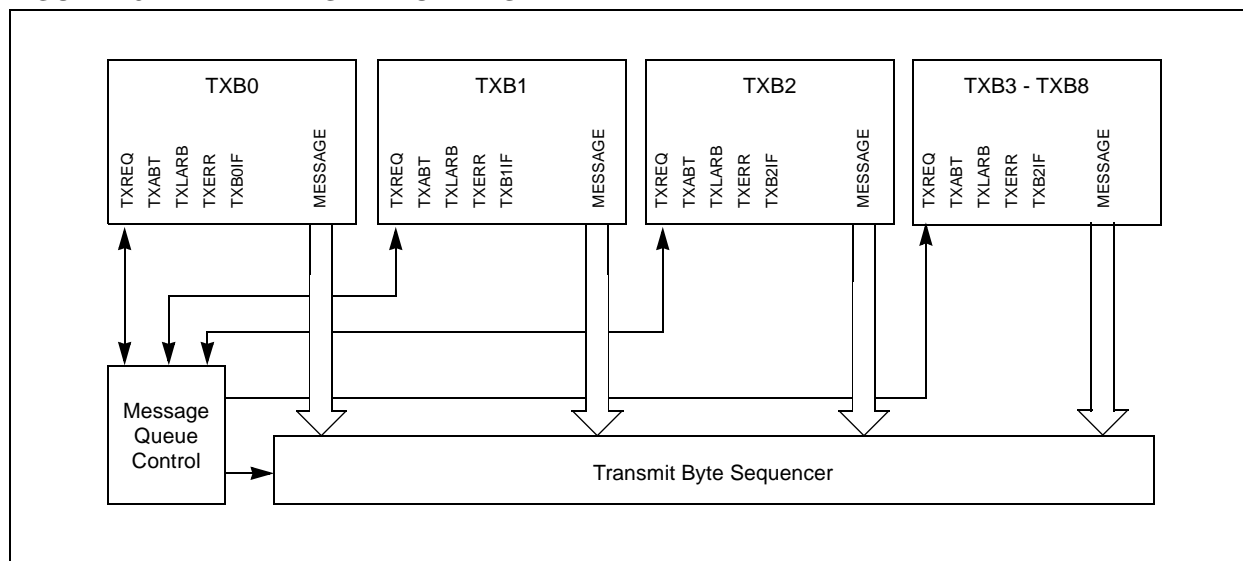 TXB0
TXREQ
TXABT
TXLARB
TXERR
TXB0IF
MESSAGE
TXB1
TXREQ
TXABT
TXLARB
TXERR
TXB1IF
MESSAGE
TXB2
TXREQ
TXABT
TXLARB
TXERR
TXB2IF
MESSAGE
TXB3 - TXB8
TXREQ
TXABT
TXLARB
TXERR
TXB2IF
MESSAGE
Message
Queue
Control
Transmit Byte Sequencer